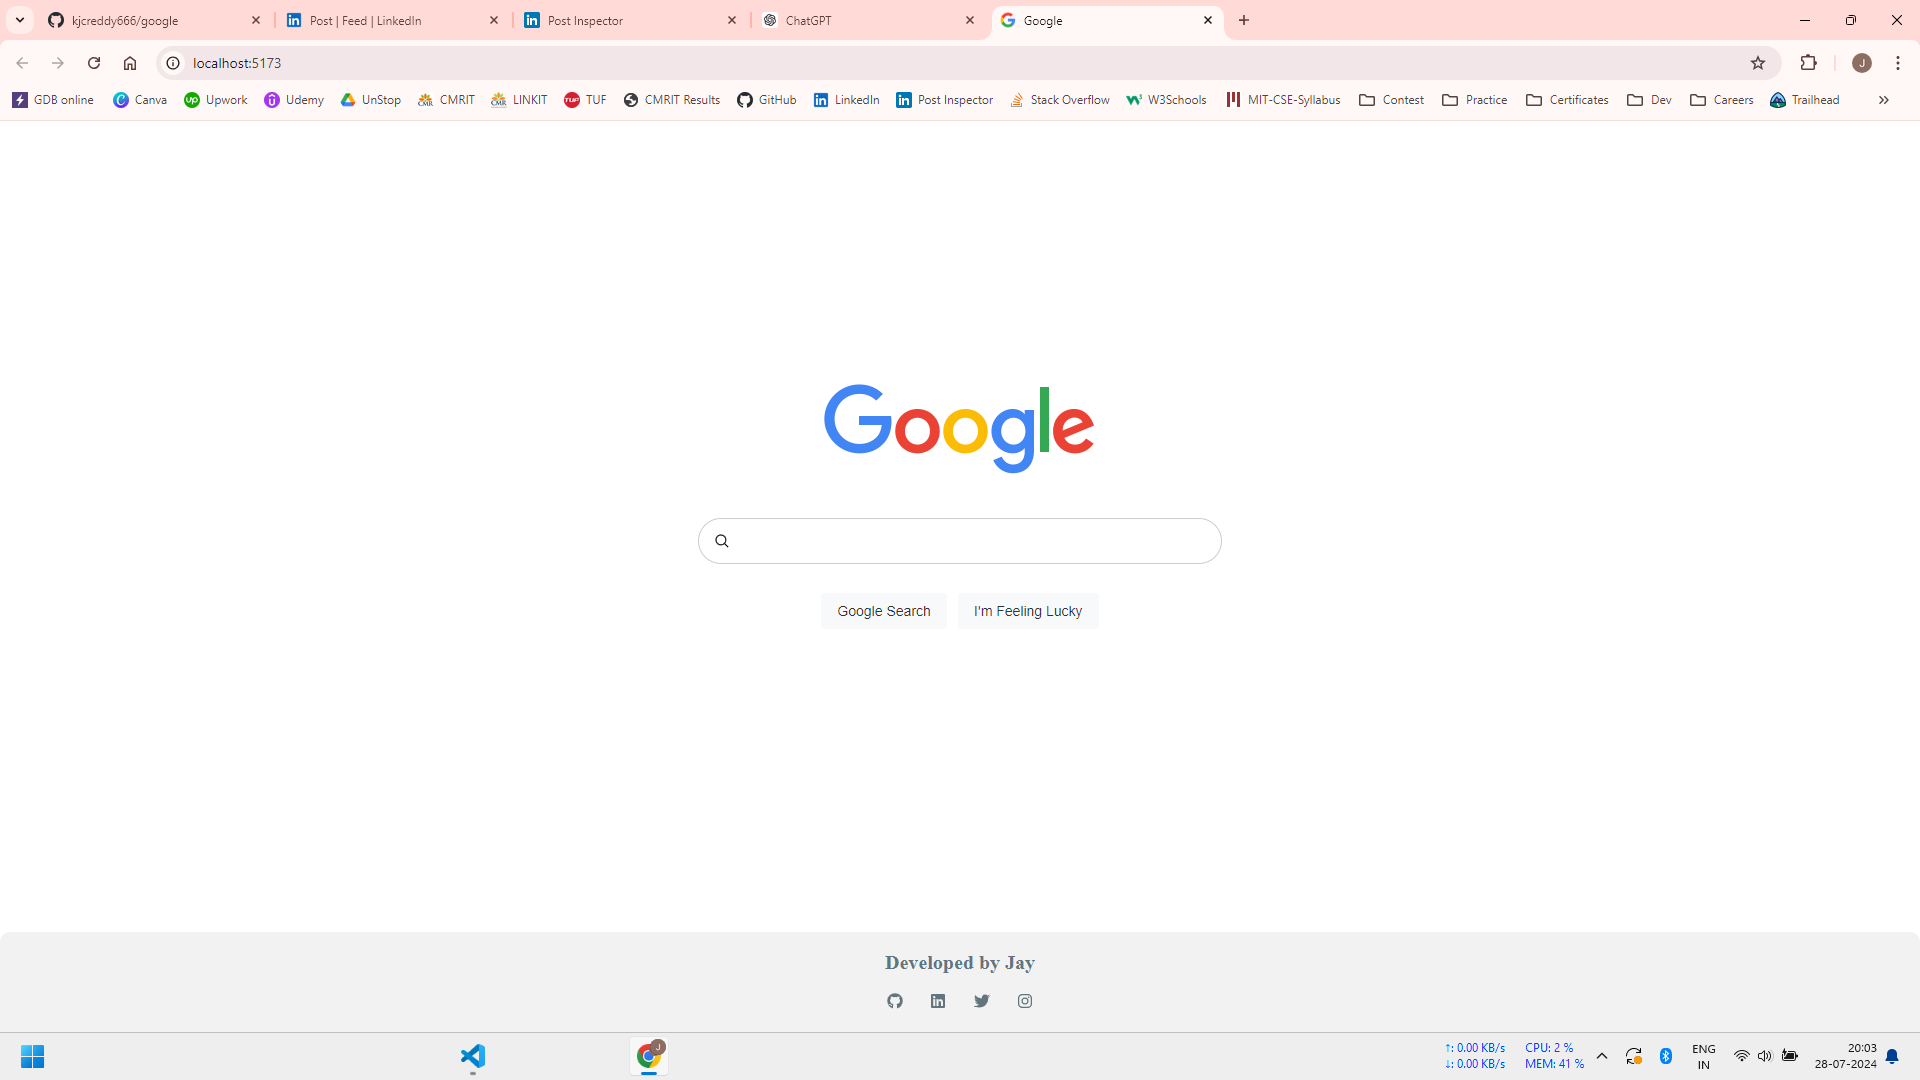 kjcreddy666/google
Post | Feed | LinkedIn
Post Inspector
ChatGPT
Google
localhost:5173
J
GDB online
Canva
Upwork
Udemy
UnStop
CMRIT
LINKIT
TUF
CMRIT Results
GitHub
LinkedIn
Post Inspector
Stack Overflow
W3Schools
MIT-CSE-Syllabus
Contest
Practice
Certificates
Dev
Careers
Trailhead
Google
Google Search
I'm Feeling Lucky
Developed by Jay
J
↑: 0.00 KB/s
↓: 0.00 KB/s
CPU: 2 %
MEM: 41 %
ENG
IN
20:03
28-07-2024